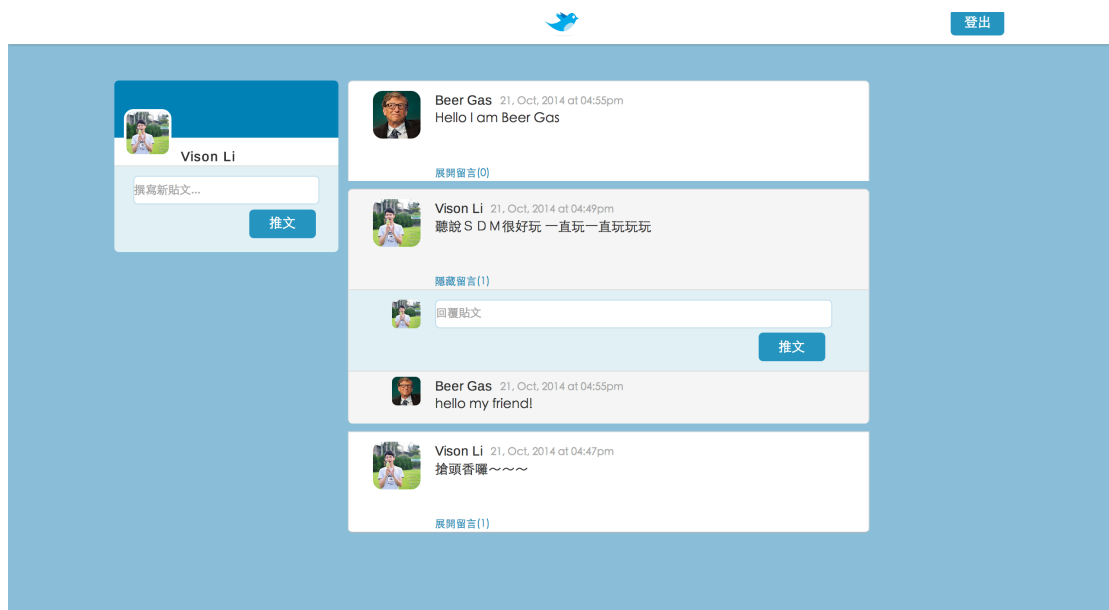 登出
Vison Li
撰寫新貼文...
推文
Beer Gas 21, Oct, 2014 at 04:55pm
Hello I am Beer Gas
展開留言(0)
Vison Li 21, Oct, 2014 at 04:49pm
聽說ＳＤＭ很好玩 一直玩一直玩玩玩
隱藏留言(1)
回覆貼文
推文
Beer Gas 21, Oct, 2014 at 04:55pm
hello my friend!
Vison Li 21, Oct, 2014 at 04:47pm
搶頭香囉～～～
展開留言(1)